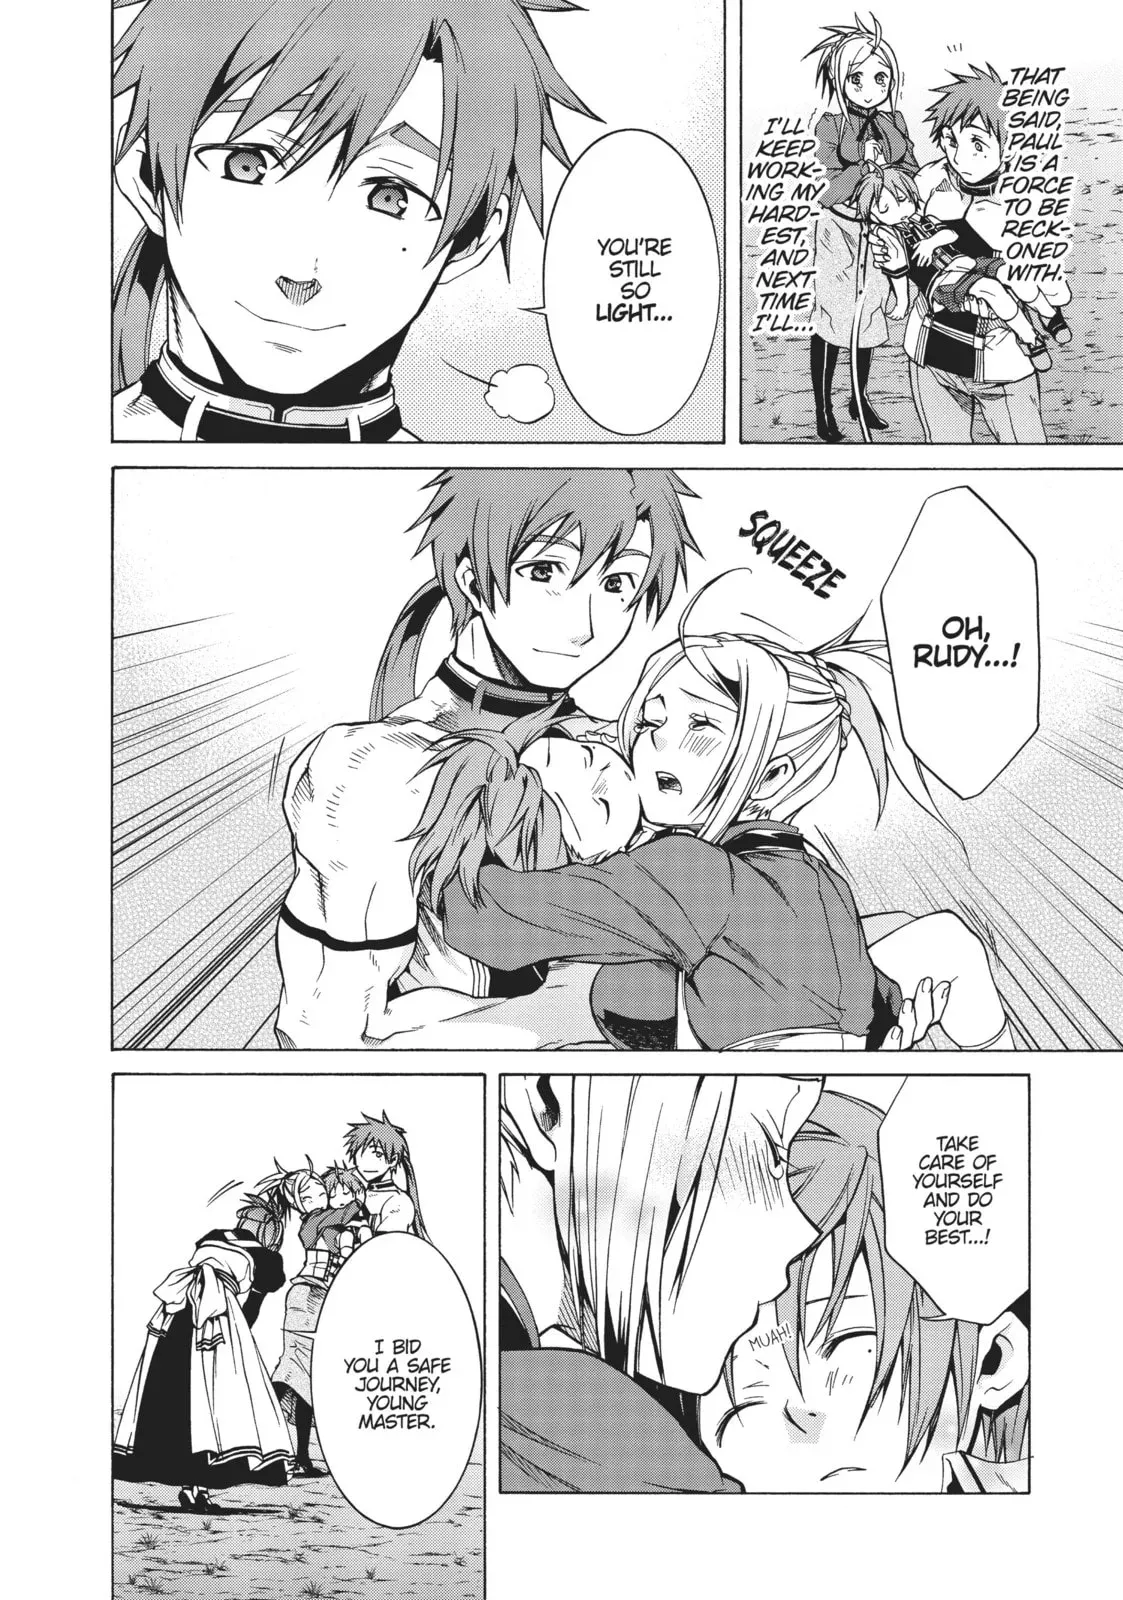 THAT
BEING
SAID,
PAUL
IS A
FORCE
TO BE
RECK-
ONED
WITH.
I'LL
KEEP
WORK-
ING MY
HARD-
EST,
AND
NEXT
TIME
I'LL...
YOU'RE
STILL
SO
LIGHT...
SQUEEZE
OH,
RUDY...!
TAKE
CARE OF
YOURSELF
AND DO
YOUR
BEST...!
MUAH!
I BID
YOU A SAFE
JOURNEY,
YOUNG
MASTER.